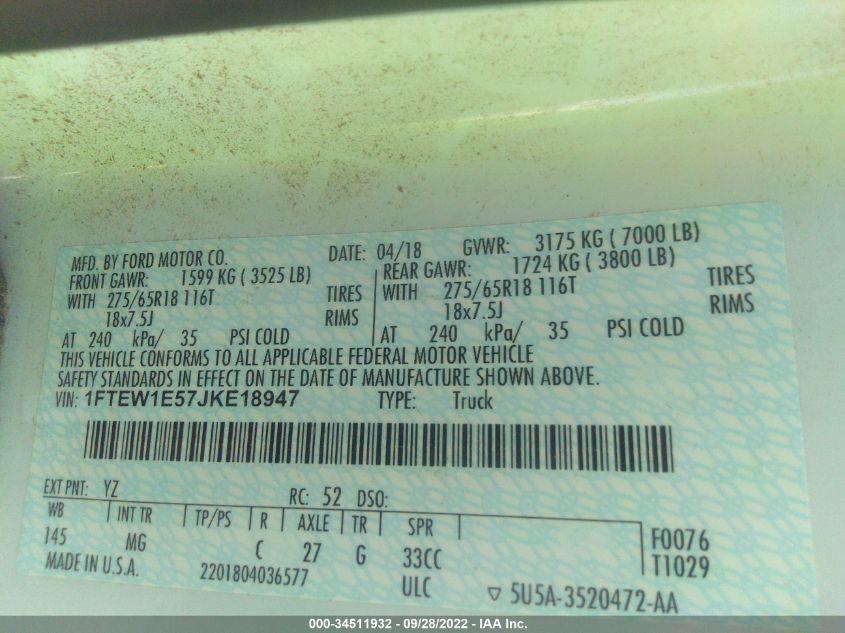 MFD. BY FORD MOTOR CO. DATE: 04/18 GVWR: 3175 KG ( 7000 LB)
FRONT GAWR: 1599 KG ( 3525 LB) REAR GAWR: 1724 KG ( 3800 LB)
WITH 275/65R18 116T TIRES WITH 275/65R18 116T TIRES
18x7.5J RIMS 18x7.5J RIMS
AT 240 kPa/ 35 PSI COLD AT 240 kPa/ 35 PSI COLD
THIS VEHICLE CONFORMS TO ALL APPLICABLE FEDERAL MOTOR VEHICLE
SAFETY STANDARDS IN EFFECT ON THE DATE OF MANUFACTURE SHOWN ABOVE.
VIN: 1FTEW1E57JKE18947 TYPE: Truck
EXT PNT: YZ RC: 52 DSO:
WB INT TR TP/PS R AXLE TR SPR F0076
145 MG C 27 G 33CC T1029
MADE IN U.S.A. 2201804036577 ULC ▽ 5U5A-3520472-AA
000-34511932 - 09/28/2022 - IAA Inc.